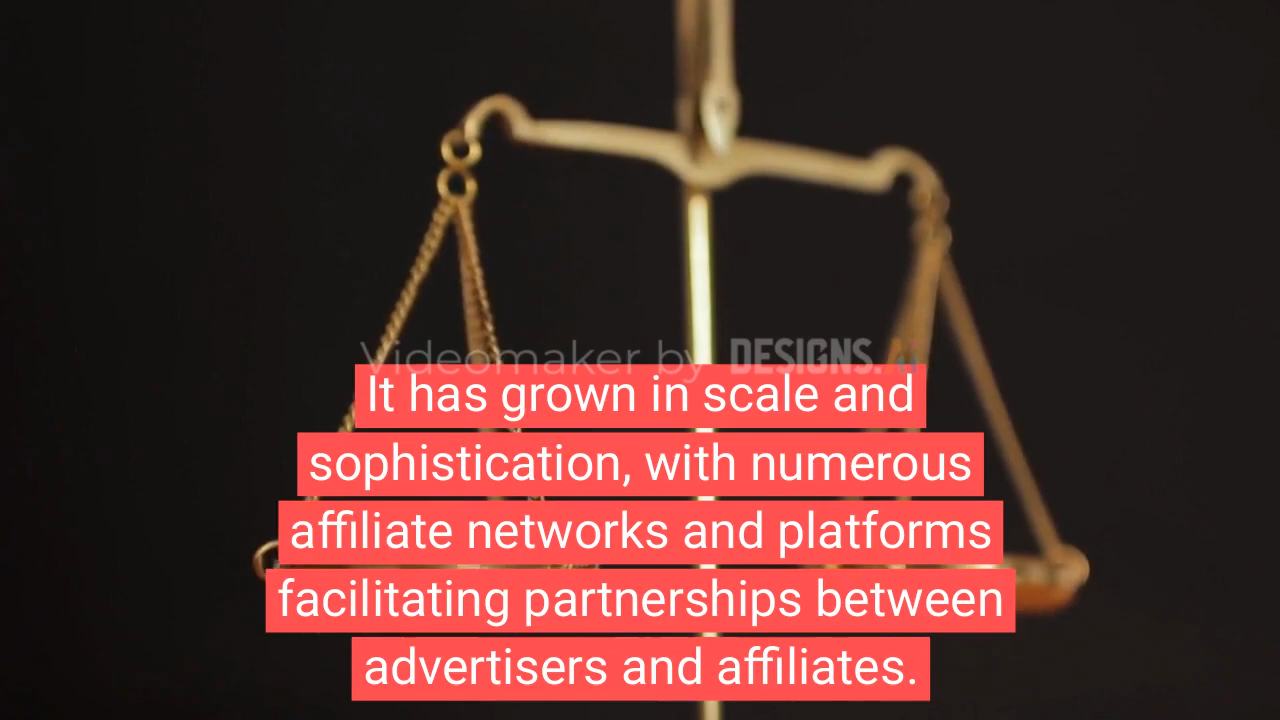 Videomaker by DESIGNS.AI
It has grown in scale and
sophistication, with numerous
affiliate networks and platforms
facilitating partnerships between
advertisers and affiliates.